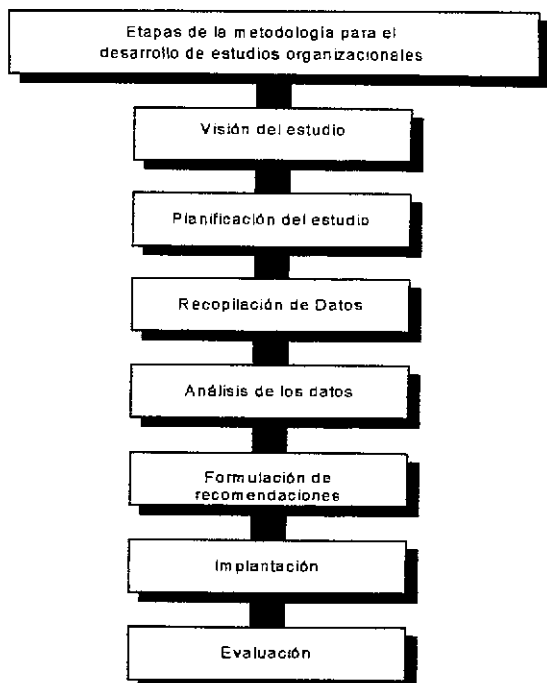 Etapas de la metodología para el
desarrollo de estudios organizacionales
Visión del estudio
Planificación del estudio
Recopilación de Datos
Análisis de los datos
Formulación de
recomendaciones
Implantación
Evaluación